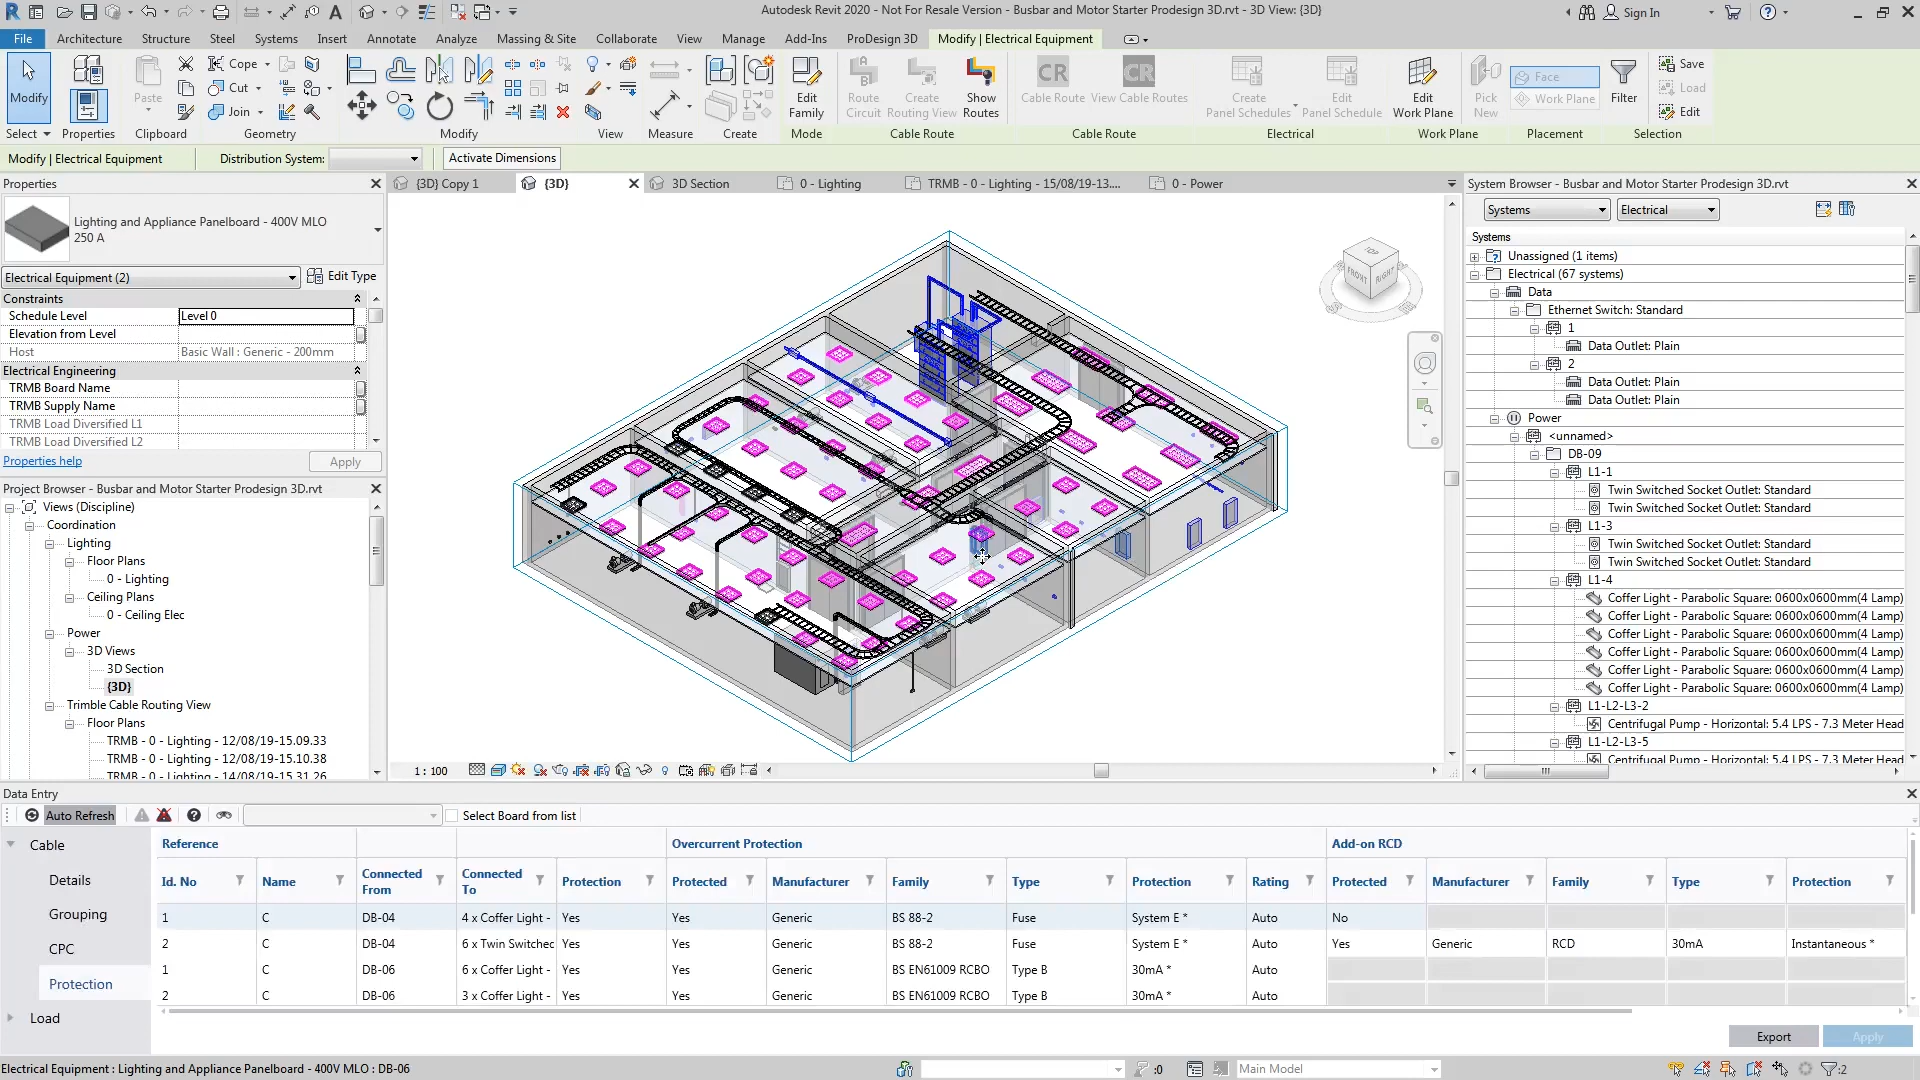 Autodesk Revit 2020 - Not For Resale Version - Busbar and Motor Starter Prodesign 3D.rvt - 3D View: {3D}
Sign In
File Architecture Structure Steel Systems Insert Annotate Analyze Massing & Site Collaborate View Manage Add-Ins ProDesign 3D Modify | Electrical Equipment
Modify
Paste
Cope
Cut
Join
Edit Family
Route Circuit
Create Routing View
Show Routes
Cable Route
View Cable Routes
Create Panel Schedules
Edit Panel Schedule
Edit Work Plane
Pick New
Face
Work Plane
Filter
Save
Load
Edit
Select Properties Clipboard Geometry Modify View Measure Create Mode Cable Route Cable Route Electrical Work Plane Placement Selection
Modify | Electrical Equipment Distribution System: Activate Dimensions
Properties
Lighting and Appliance Panelboard - 400V MLO
250 A
Electrical Equipment (2) Edit Type
Constraints
Schedule Level Level 0
Elevation from Level
Host Basic Wall : Generic - 200mm
Electrical Engineering
TRMB Board Name
TRMB Supply Name
TRMB Load Diversified L1
TRMB Load Diversified L2
Properties help Apply
Project Browser - Busbar and Motor Starter Prodesign 3D.rvt
Views (Discipline)
Coordination
Lighting
Floor Plans
0 - Lighting
Ceiling Plans
0 - Ceiling Elec
Power
3D Views
3D Section
{3D}
Trimble Cable Routing View
Floor Plans
TRMB - 0 - Lighting - 12/08/19-15.09.33
TRMB - 0 - Lighting - 12/08/19-15.10.38
TRMB - 0 - Lighting - 14/08/19-15.31.26
{3D} Copy 1 {3D} 3D Section 0 - Lighting TRMB - 0 - Lighting - 15/08/19-13.... 0 - Power
TOP
FRONT
RIGHT
1 : 100
System Browser - Busbar and Motor Starter Prodesign 3D.rvt
Systems Electrical
Systems
Unassigned (1 items)
Electrical (67 systems)
Data
Ethernet Switch: Standard
1
Data Outlet: Plain
2
Data Outlet: Plain
Data Outlet: Plain
Power
<unnamed>
DB-09
L1-1
Twin Switched Socket Outlet: Standard
Twin Switched Socket Outlet: Standard
L1-3
Twin Switched Socket Outlet: Standard
Twin Switched Socket Outlet: Standard
L1-4
Coffer Light - Parabolic Square: 0600x0600mm(4 Lamp)
Coffer Light - Parabolic Square: 0600x0600mm(4 Lamp)
Coffer Light - Parabolic Square: 0600x0600mm(4 Lamp)
Coffer Light - Parabolic Square: 0600x0600mm(4 Lamp)
Coffer Light - Parabolic Square: 0600x0600mm(4 Lamp)
Coffer Light - Parabolic Square: 0600x0600mm(4 Lamp)
L1-L2-L3-2
Centrifugal Pump - Horizontal: 5.4 LPS - 7.3 Meter Head
L1-L2-L3-5
Centrifugal Pump - Horizontal: 5.4 LPS - 7.3 Meter Head
Data Entry
Auto Refresh Select Board from list
Cable
Details
Grouping
CPC
Protection
Load
Reference Overcurrent Protection Add-on RCD
Id. No Name Connected From Connected To Protection Protected Manufacturer Family Type Protection Rating Protected Manufacturer Family Type Protection
1 C DB-04 4 x Coffer Light - Yes Yes Generic BS 88-2 Fuse System E * Auto No
2 C DB-04 6 x Twin Switchec Yes Yes Generic BS 88-2 Fuse System E * Auto Yes Generic RCD 30mA Instantaneous *
1 C DB-06 6 x Coffer Light - Yes Yes Generic BS EN61009 RCBO Type B 30mA * Auto
2 C DB-06 3 x Coffer Light - Yes Yes Generic BS EN61009 RCBO Type B 30mA * Auto
Export Apply
Electrical Equipment : Lighting and Appliance Panelboard - 400V MLO : DB-06 :0 Main Model :2